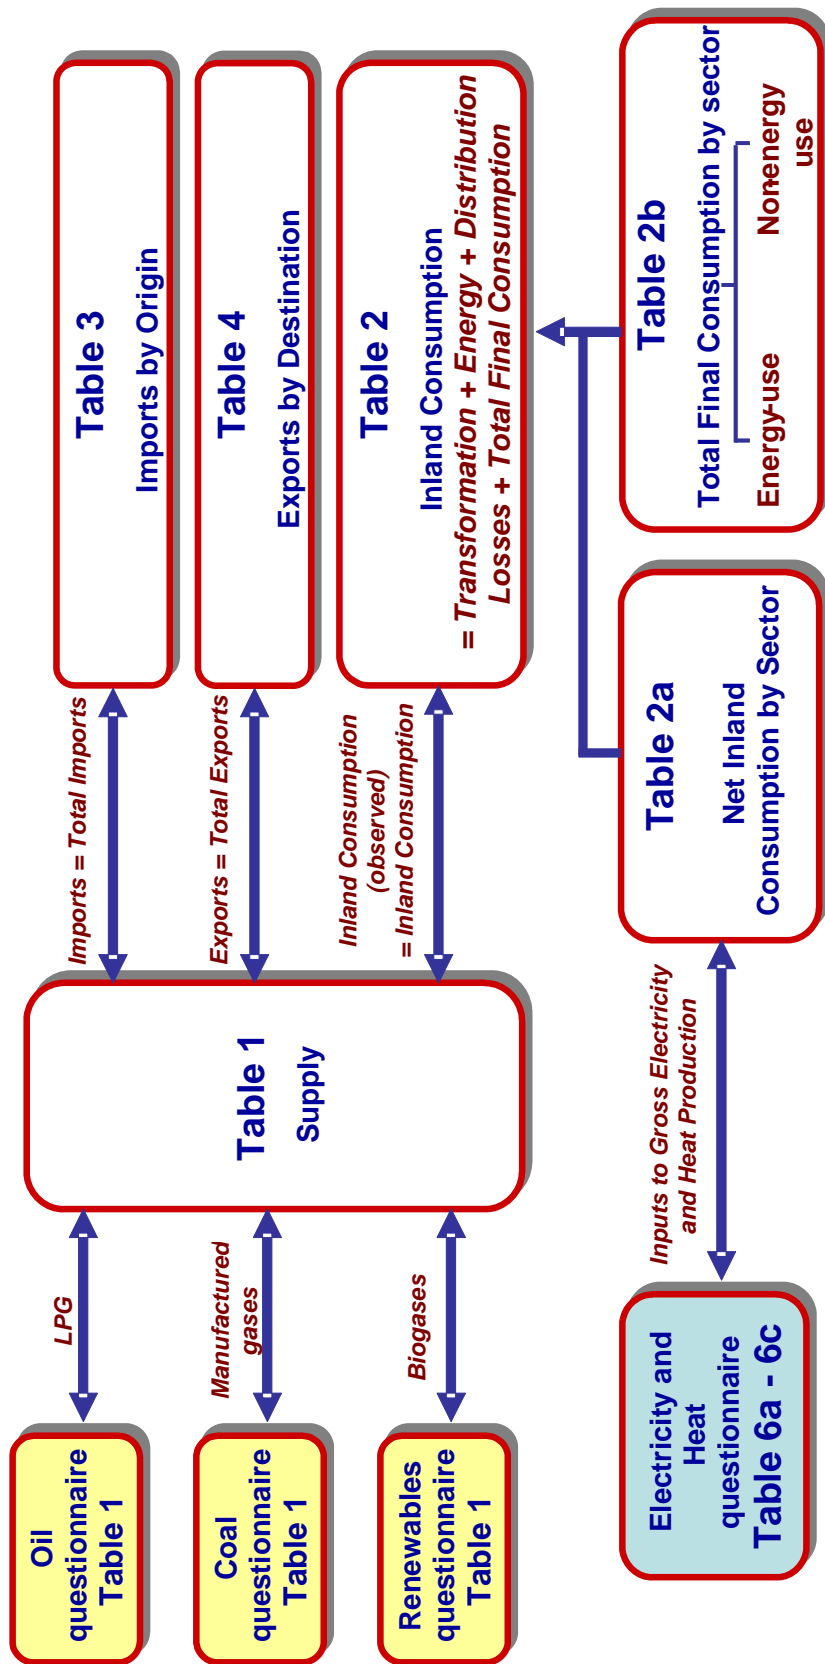 Oil
questionnaire
Table 1
LPG
Coal
questionnaire
Table 1
Manufactured
gases
Renewables
questionnaire
Table 1
Biogases
Table 1
Supply
Imports = Total Imports
Table 3
Imports by Origin
Exports = Total Exports
Table 4
Exports by Destination
Inland Consumption
(observed)
= Inland Consumption
Table 2
Inland Consumption
= Transformation + Energy + Distribution
Losses + Total Final Consumption
Electricity and
Heat
questionnaire
Table 6a - 6c
Inputs to Gross Electricity
and Heat Production
Table 2a
Net Inland
Consumption by Sector
Table 2b
Total Final Consumption by sector
Energy-use
Non-energy
use